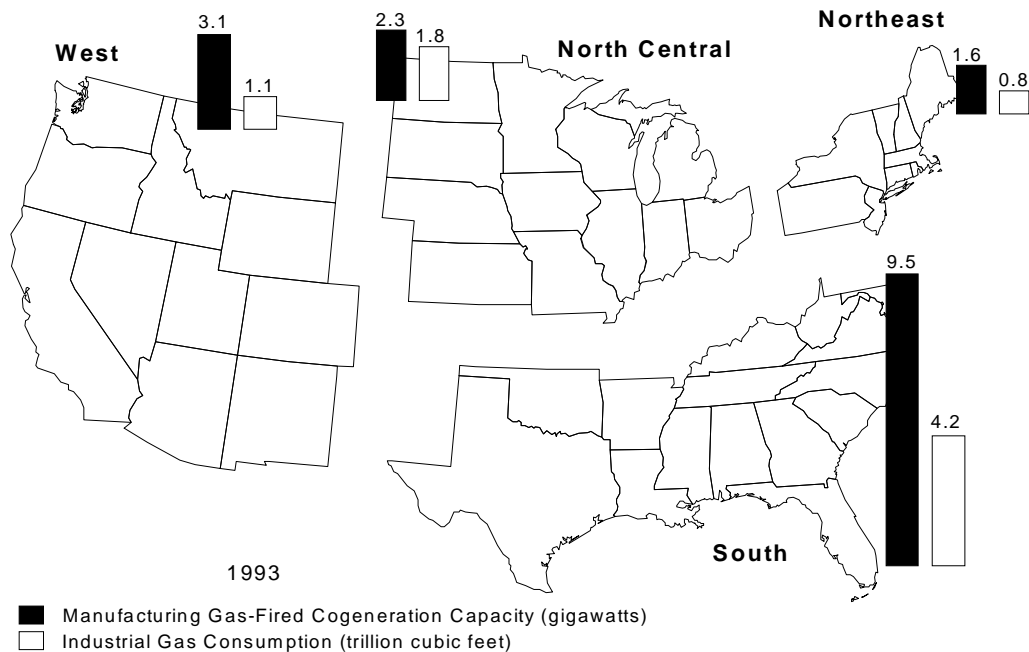 West
3.1
1.1
2.3
1.8
North Central
Northeast
1.6
0.8
9.5
4.2
South
1993
Manufacturing Gas-Fired Cogeneration Capacity (gigawatts)
Industrial Gas Consumption (trillion cubic feet)